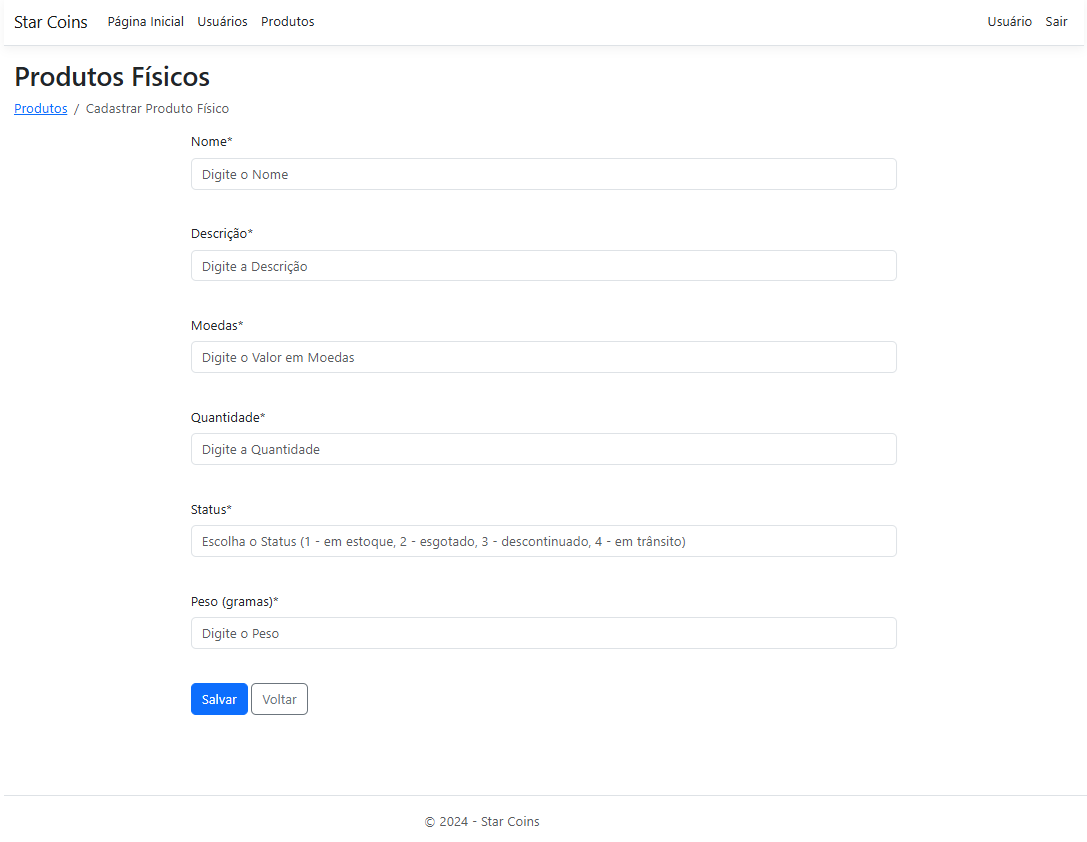 Star Coins Página Inicial Usuários Produtos Usuário Sair
Produtos Físicos
Produtos / Cadastrar Produto Físico
Nome*
Digite o Nome
Descrição*
Digite a Descrição
Moedas*
Digite o Valor em Moedas
Quantidade*
Digite a Quantidade
Status*
Escolha o Status (1 - em estoque, 2 - esgotado, 3 - descontinuado, 4 - em trânsito)
Peso (gramas)*
Digite o Peso
Salvar Voltar
© 2024 - Star Coins